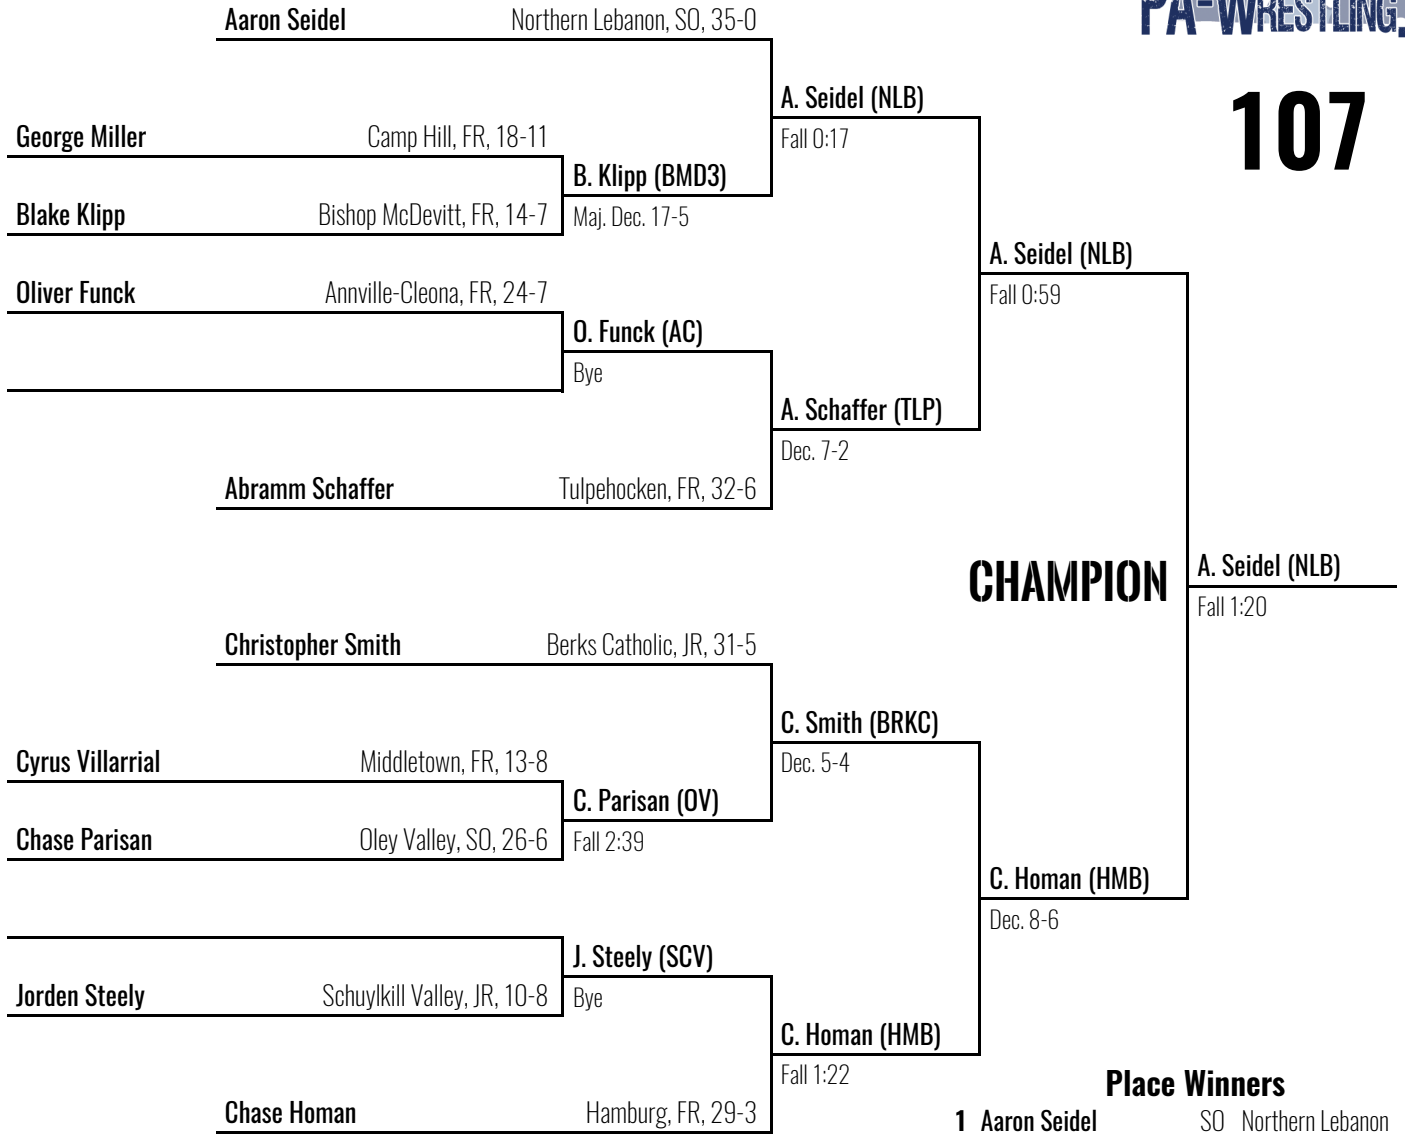 PA-WRESTLING.
107
Aaron Seidel Northern Lebanon, SO, 35-0
A. Seidel (NLB)
Fall 0:17
George Miller Camp Hill, FR, 18-11
B. Klipp (BMD3)
Maj. Dec. 17-5
Blake Klipp Bishop McDevitt, FR, 14-7
A. Seidel (NLB)
Fall 0:59
Oliver Funck Annville-Cleona, FR, 24-7
O. Funck (AC)
Bye
A. Schaffer (TLP)
Dec. 7-2
Abramm Schaffer Tulpehocken, FR, 32-6
CHAMPION
A. Seidel (NLB)
Fall 1:20
Christopher Smith Berks Catholic, JR, 31-5
C. Smith (BRKC)
Dec. 5-4
Cyrus Villarrial Middletown, FR, 13-8
C. Parisan (OV)
Fall 2:39
Chase Parisan Oley Valley, SO, 26-6
C. Homan (HMB)
Dec. 8-6
J. Steely (SCV)
Bye
Jorden Steely Schuylkill Valley, JR, 10-8
C. Homan (HMB)
Fall 1:22
Chase Homan Hamburg, FR, 29-3
Place Winners
1 Aaron Seidel SO Northern Lebanon